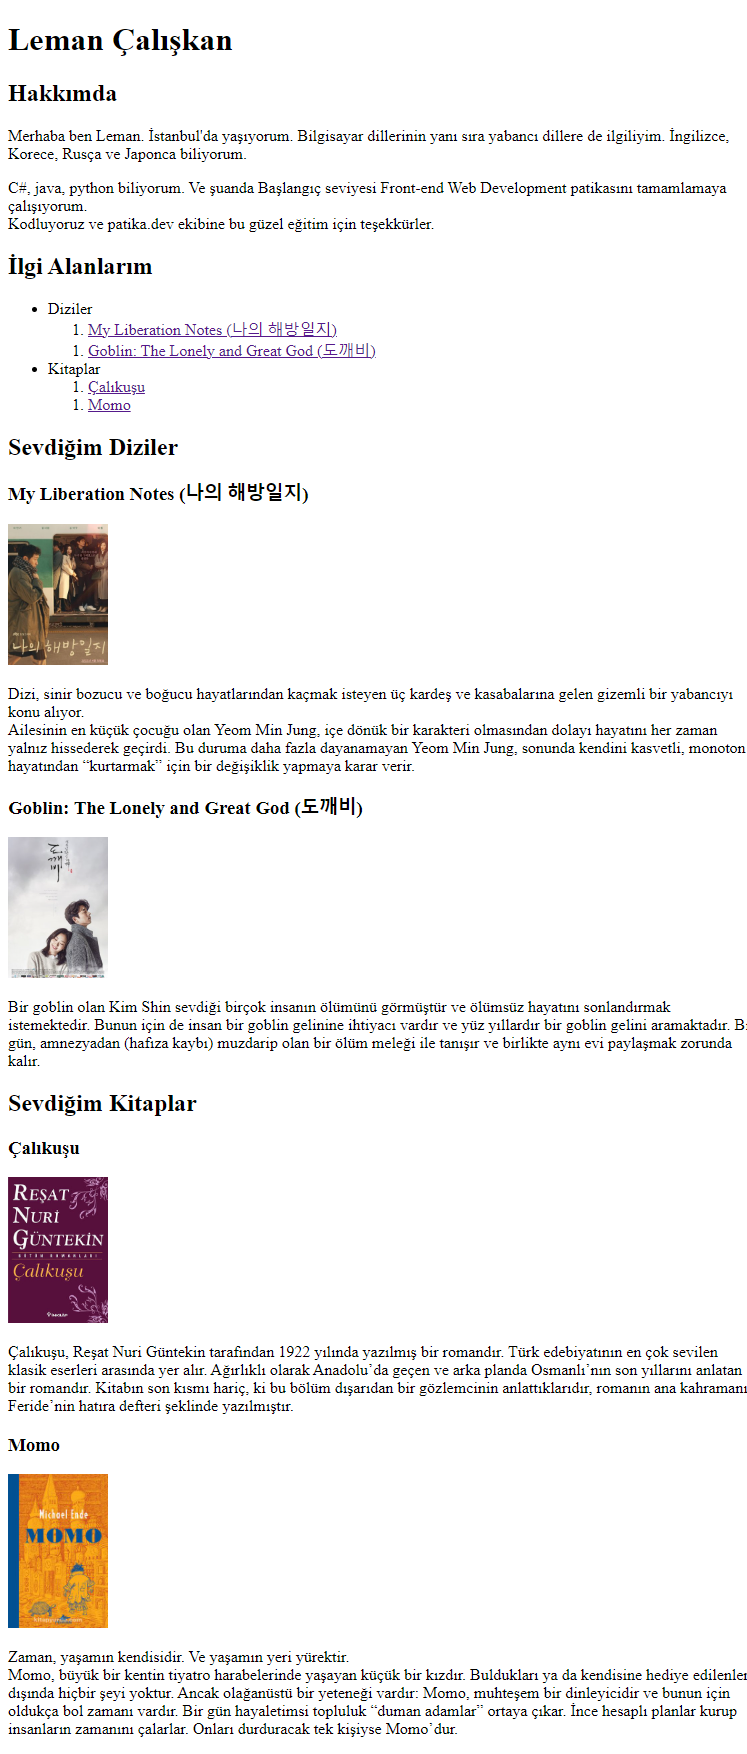 Leman Çalışkan
Hakkımda
Merhaba ben Leman. İstanbul'da yaşıyorum. Bilgisayar dillerinin yanı sıra yabancı dillere de ilgiliyim. İngilizce,
Korece, Rusça ve Japonca biliyorum.
C#, java, python biliyorum. Ve şuanda Başlangıç seviyesi Front-end Web Development patikasını tamamlamaya
çalışıyorum.
Kodluyoruz ve patika.dev ekibine bu güzel eğitim için teşekkürler.
İlgi Alanlarım
• Diziler
1. My Liberation Notes (나의 해방일지)
1. Goblin: The Lonely and Great God (도깨비)
• Kitaplar
1. Çalıkuşu
1. Momo
Sevdiğim Diziler
My Liberation Notes (나의 해방일지)
나의 해방일지
Dizi, sinir bozucu ve boğucu hayatlarından kaçmak isteyen üç kardeş ve kasabalarına gelen gizemli bir yabancıyı
konu alıyor.
Ailesinin en küçük çocuğu olan Yeom Min Jung, içe dönük bir karakteri olmasından dolayı hayatını her zaman
yalnız hissederek geçirdi. Bu duruma daha fazla dayanamayan Yeom Min Jung, sonunda kendini kasvetli, monoton
hayatından “kurtarmak” için bir değişiklik yapmaya karar verir.
Goblin: The Lonely and Great God (도깨비)
도깨비
Bir goblin olan Kim Shin sevdiği birçok insanın ölümünü görmüştür ve ölümsüz hayatını sonlandırmak
istemektedir. Bunun için de insan bir goblin gelinine ihtiyacı vardır ve yüz yıllardır bir goblin gelini aramaktadır.
gün, amnezyadan (hafıza kaybı) muzdarip olan bir ölüm meleği ile tanışır ve birlikte aynı evi paylaşmak zorunda
kalır.
Sevdiğim Kitaplar
Çalıkuşu
REŞAT
NURİ
GÜNTEKİN
BÜTÜN ROMANLARI
Çalıkuşu
Çalıkuşu, Reşat Nuri Güntekin tarafından 1922 yılında yazılmış bir romandır. Türk edebiyatının en çok sevilen
klasik eserleri arasında yer alır. Ağırlıklı olarak Anadolu’da geçen ve arka planda Osmanlı’nın son yıllarını anlatan
bir romandır. Kitabın son kısmı hariç, ki bu bölüm dışarıdan bir gözlemcinin anlattıklarıdır, romanın ana kahramanı
Feride’nin hatıra defteri şeklinde yazılmıştır.
Momo
Michael Ende
MOMO
Zaman, yaşamın kendisidir. Ve yaşamın yeri yürektir.
Momo, büyük bir kentin tiyatro harabelerinde yaşayan küçük bir kızdır. Buldukları ya da kendisine hediye edilenler
dışında hiçbir şeyi yoktur. Ancak olağanüstü bir yeteneği vardır: Momo, muhteşem bir dinleyicidir ve bunun için
oldukça bol zamanı vardır. Bir gün hayaletimsi topluluk “duman adamlar” ortaya çıkar. İnce hesaplı planlar kurup
insanların zamanını çalarlar. Onları durduracak tek kişiyse Momo’dur.